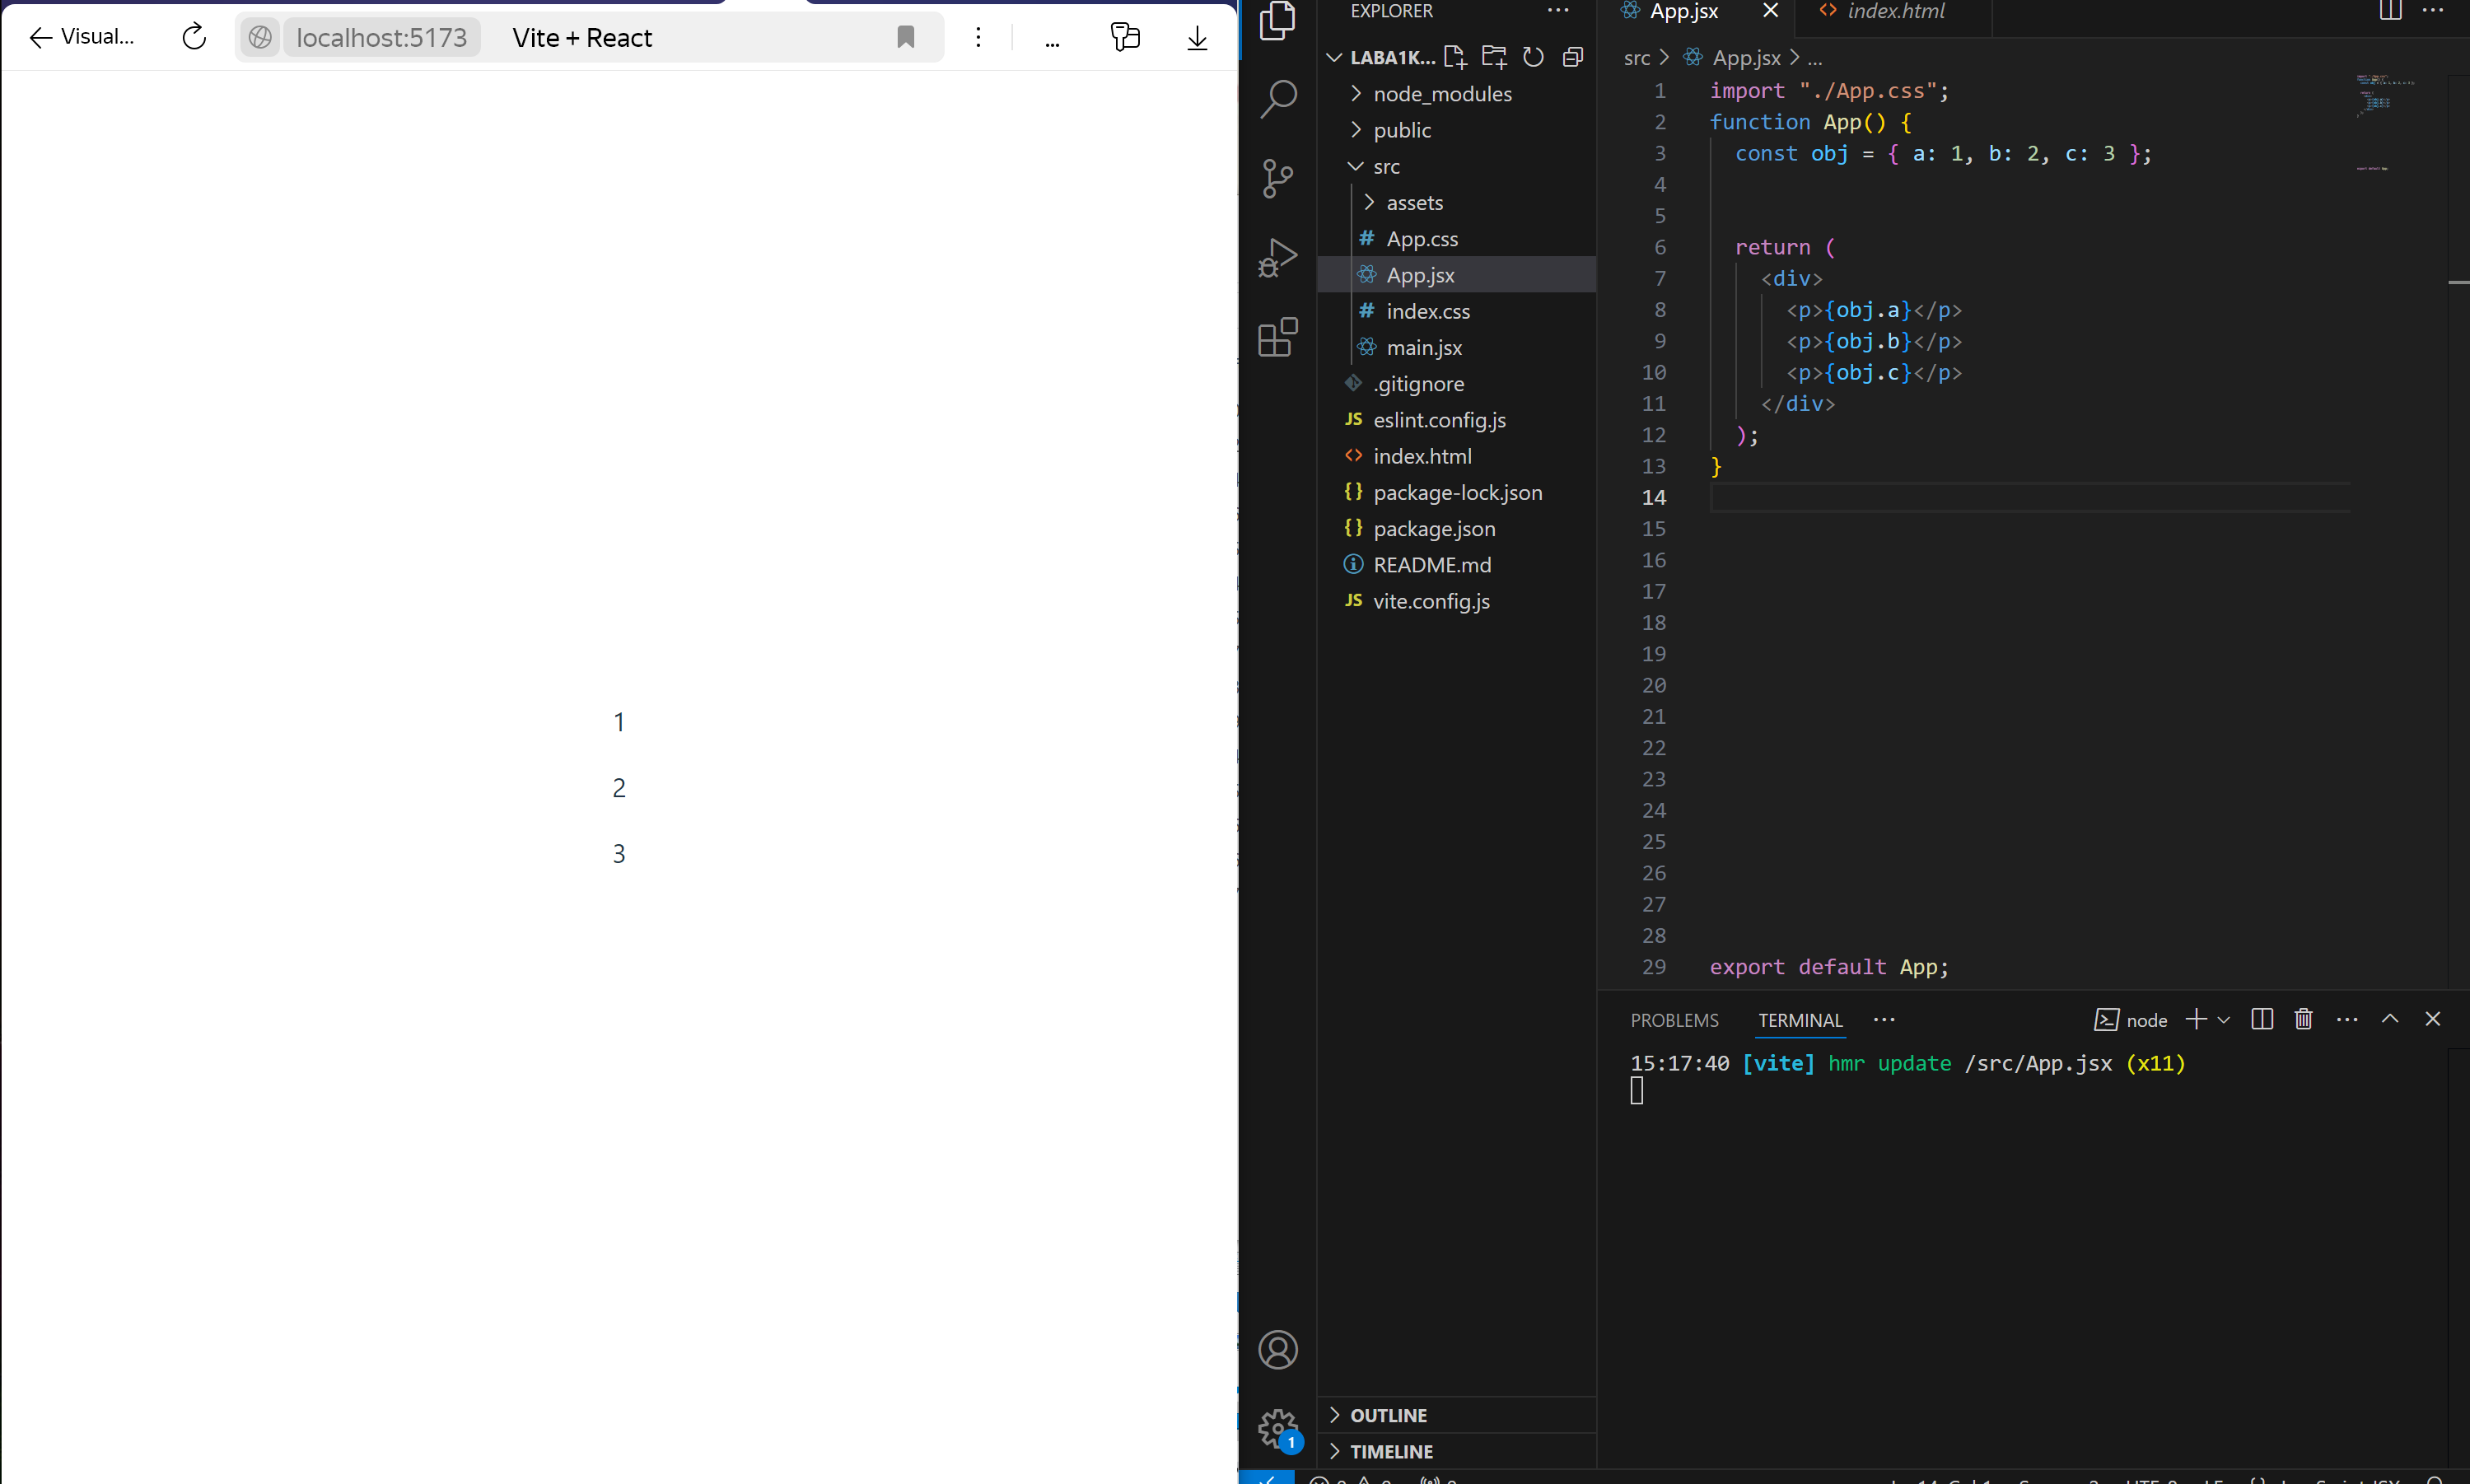 Visual...
localhost:5173
Vite + React
...
EXPLORER
LABA1K...
node_modules
public
src
assets
App.css
App.jsx
index.css
main.jsx
.gitignore
eslint.config.js
index.html
package-lock.json
package.json
README.md
vite.config.js
OUTLINE
TIMELINE
1
App.jsx
index.html
src > App.jsx > ...
1 import "./App.css";
2 function App() {
3 const obj = { a: 1, b: 2, c: 3 };
4
5
6 return (
7 <div>
8 <p>{obj.a}</p>
9 <p>{obj.b}</p>
10 <p>{obj.c}</p>
11 </div>
12 );
13 }
14
15
16
17
18
19
20
21
22
23
24
25
26
27
28
29 export default App;
PROBLEMS
TERMINAL
node
15:17:40 [vite] hmr update /src/App.jsx (x11)
1
2
3